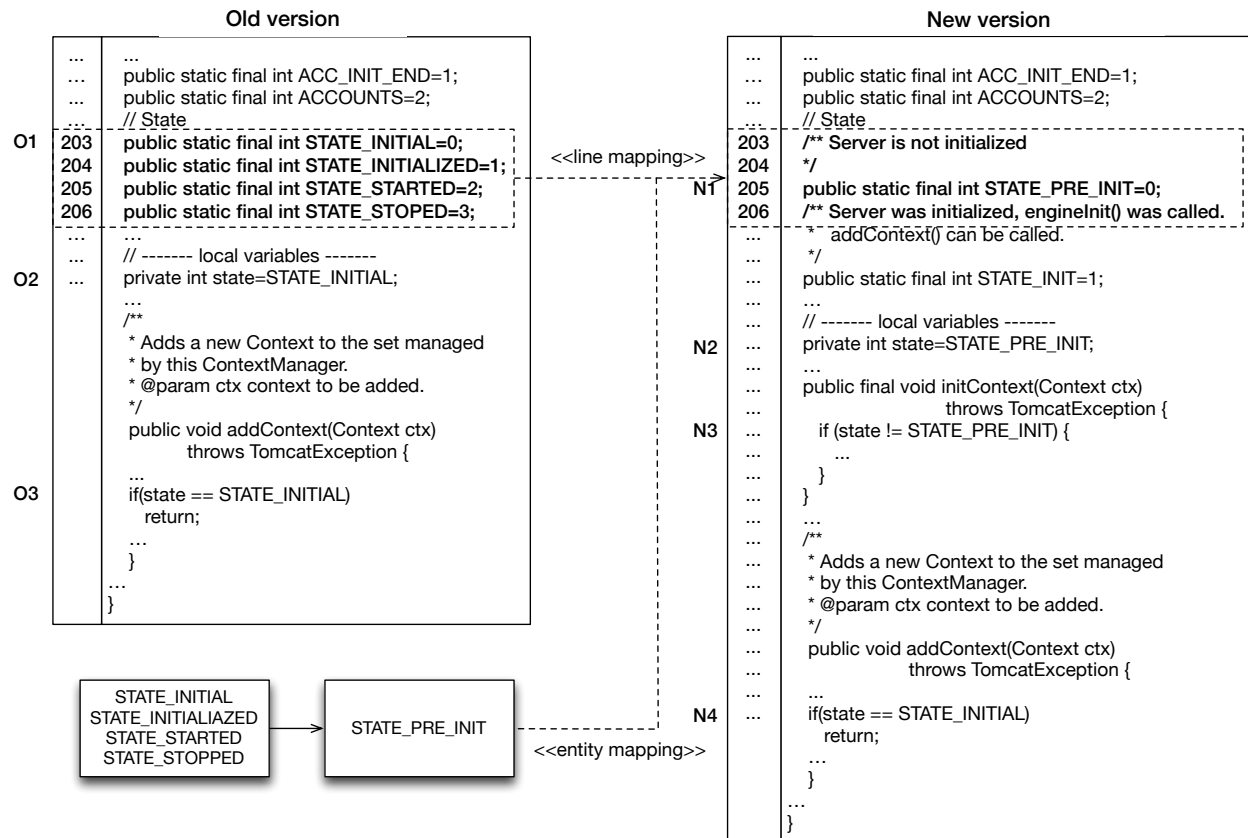 Old version
... ...
... public static final int ACC_INIT_END=1;
... public static final int ACCOUNTS=2;
... // State
O1 203 public static final int STATE_INITIAL=0;
204 public static final int STATE_INITIALIZED=1;
205 public static final int STATE_STARTED=2;
206 public static final int STATE_STOPED=3;
... ...
... // ------- local variables -------
O2 ... private int state=STATE_INITIAL;
...
/**
* Adds a new Context to the set managed
* by this ContextManager.
* @param ctx context to be added.
*/
public void addContext(Context ctx)
throws TomcatException {
...
O3 if(state == STATE_INITIAL)
return;
...
}
...
}
<<line mapping>>
New version
... ...
... public static final int ACC_INIT_END=1;
... public static final int ACCOUNTS=2;
... // State
203 /** Server is not initialized
204 */
N1 205 public static final int STATE_PRE_INIT=0;
206 /** Server was initialized, engineInit() was called.
... * addContext() can be called.
... */
... public static final int STATE_INIT=1;
... ...
... // ------- local variables -------
N2 ... private int state=STATE_PRE_INIT;
... ...
... public final void initContext(Context ctx)
... throws TomcatException {
N3 ... if (state != STATE_PRE_INIT) {
... ...
... }
... }
... ...
... /**
... * Adds a new Context to the set managed
... * by this ContextManager.
... * @param ctx context to be added.
... */
... public void addContext(Context ctx)
... throws TomcatException {
... ...
N4 ... if(state == STATE_INITIAL)
return;
...
}
...
}
STATE_INITIAL
STATE_INITIALIAZED
STATE_STARTED
STATE_STOPPED
STATE_PRE_INIT
<<entity mapping>>